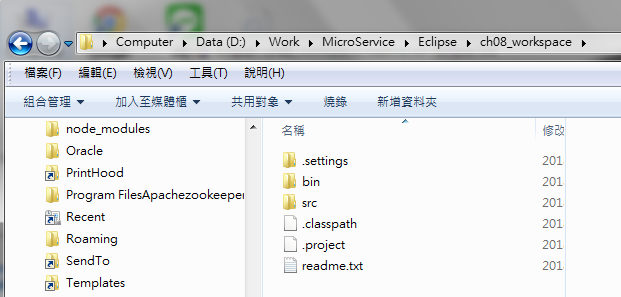 Computer ▸ Data (D:) ▸ Work ▸ MicroService ▸ Eclipse ▸ ch08_workspace ▸
檔案(F) 編輯(E) 檢視(V) 工具(T) 說明(H)
組合管理 ▼ 加入至媒體櫃 ▼ 共用對象 ▼ 燒錄 新增資料夾
node_modules
Oracle
PrintHood
Program FilesApachezookeeper
Recent
Roaming
SendTo
Templates
名稱 修改
.settings 201
bin 201
src 201
.classpath 201
.project 201
readme.txt 201